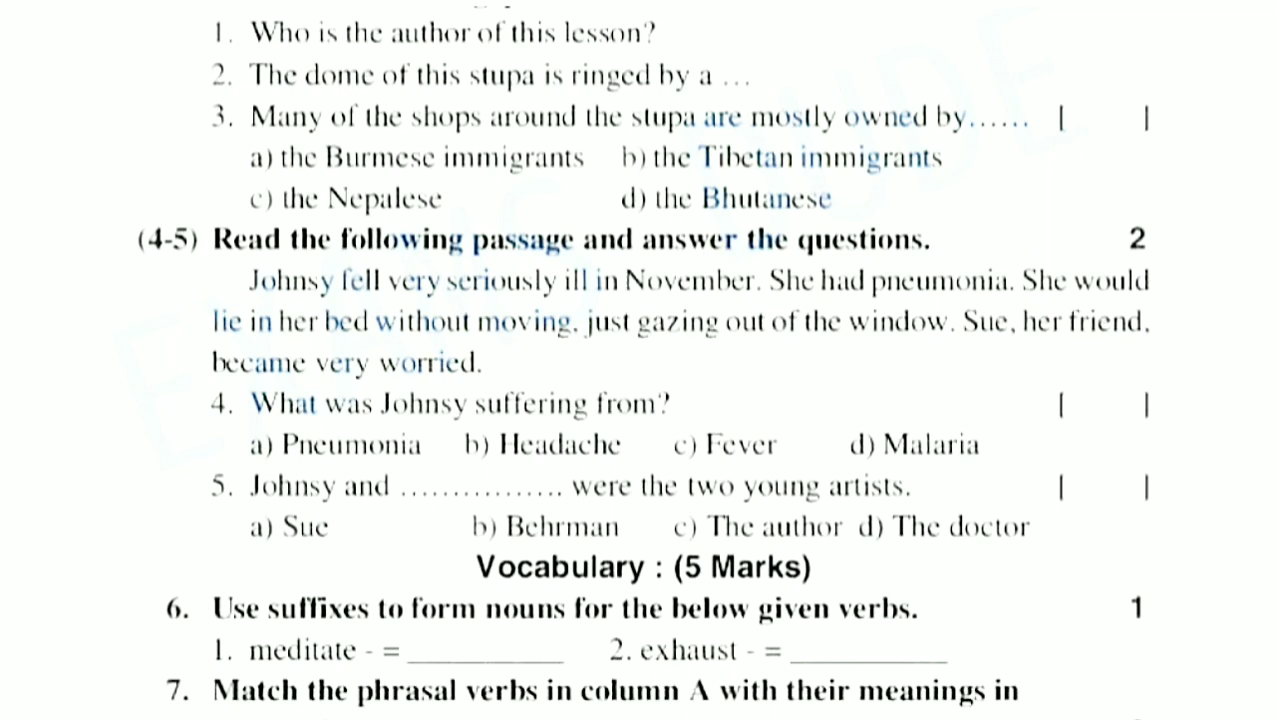 1. Who is the author of this lesson?
2. The dome of this stupa is ringed by a ...
3. Many of the shops around the stupa are mostly owned by...... [ ]
a) the Burmese immigrants b) the Tibetan immigrants
c) the Nepalese d) the Bhutanese
(4-5) Read the following passage and answer the questions. 2
Johnsy fell very seriously ill in November. She had pneumonia. She would
lie in her bed without moving, just gazing out of the window. Sue, her friend,
became very worried.
4. What was Johnsy suffering from? [ ]
a) Pneumonia b) Headache c) Fever d) Malaria
5. Johnsy and ................ were the two young artists. [ ]
a) Sue b) Behrman c) The author d) The doctor
Vocabulary : (5 Marks)
6. Use suffixes to form nouns for the below given verbs. 1
1. meditate - = ___________ 2. exhaust - = ___________
7. Match the phrasal verbs in column A with their meanings in